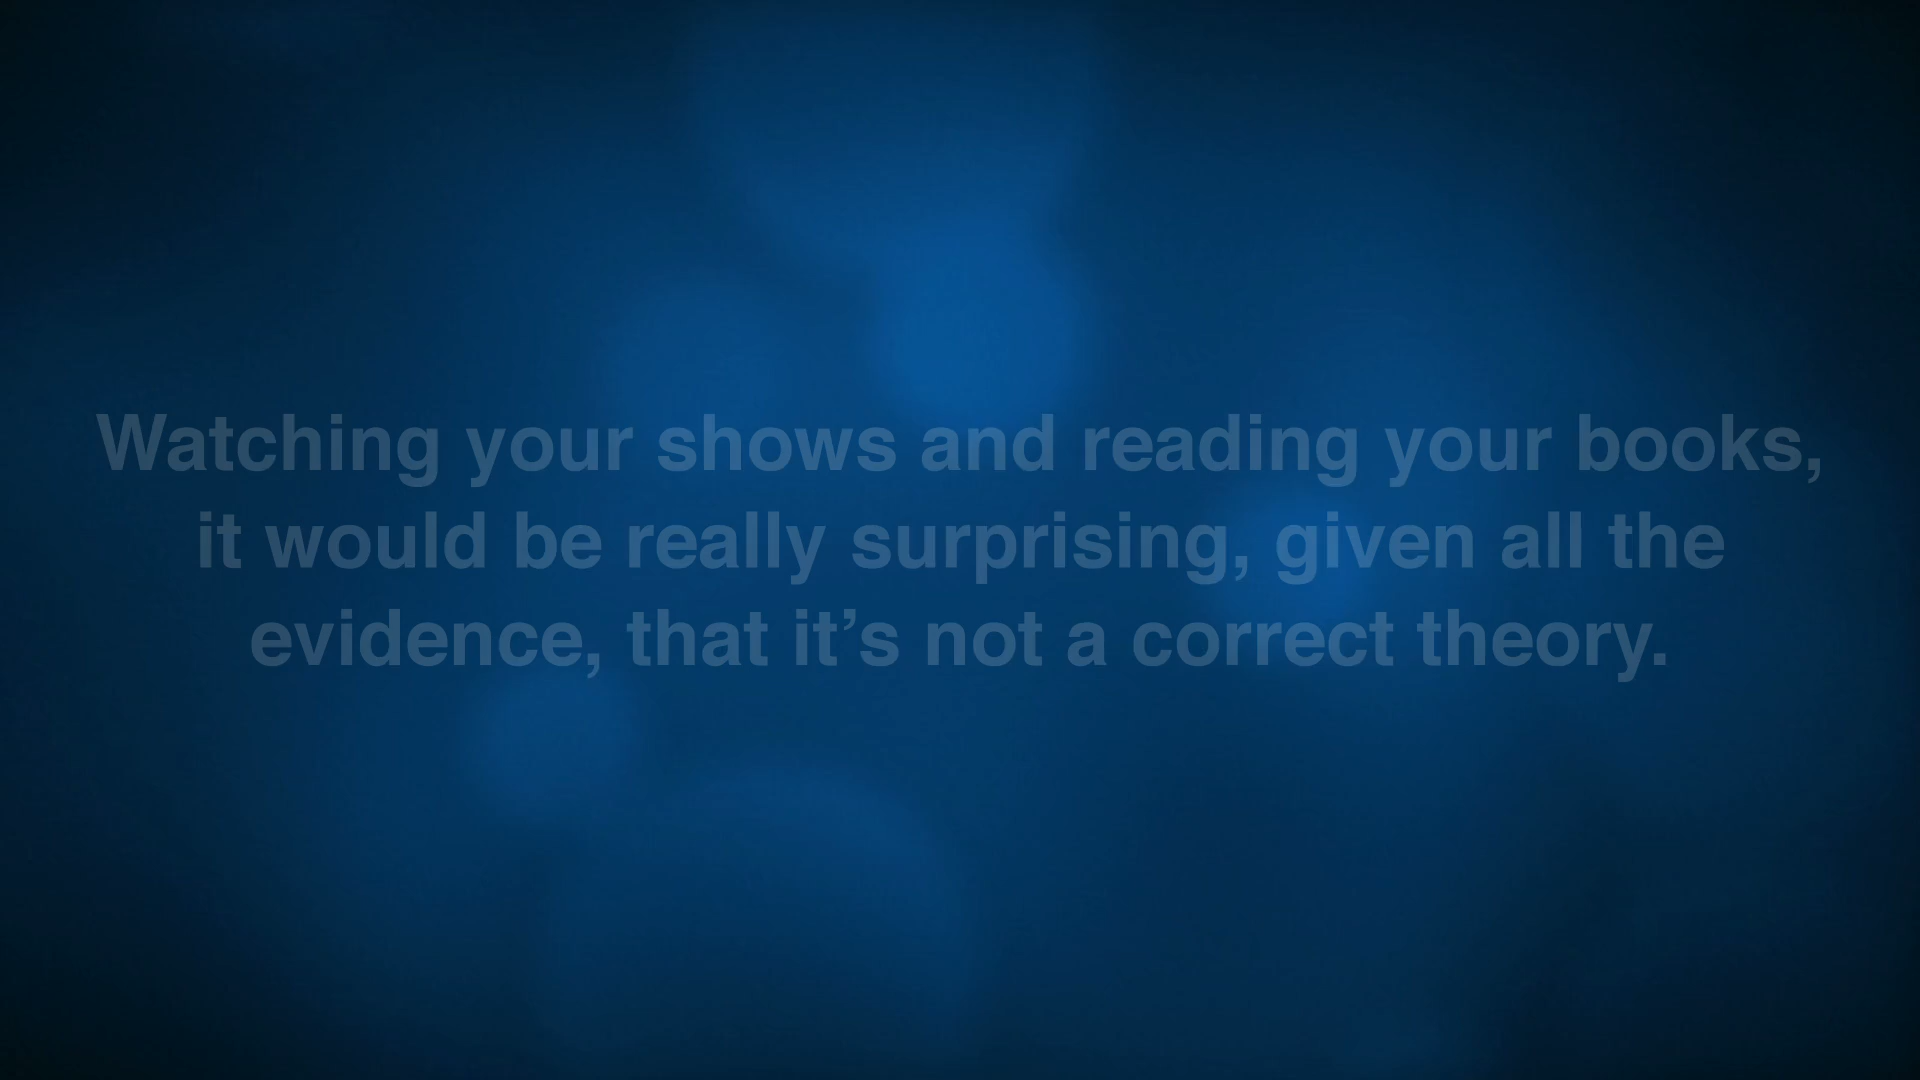 Watching your shows and reading your books,
it would be really surprising, given all the
evidence, that it’s not a correct theory.